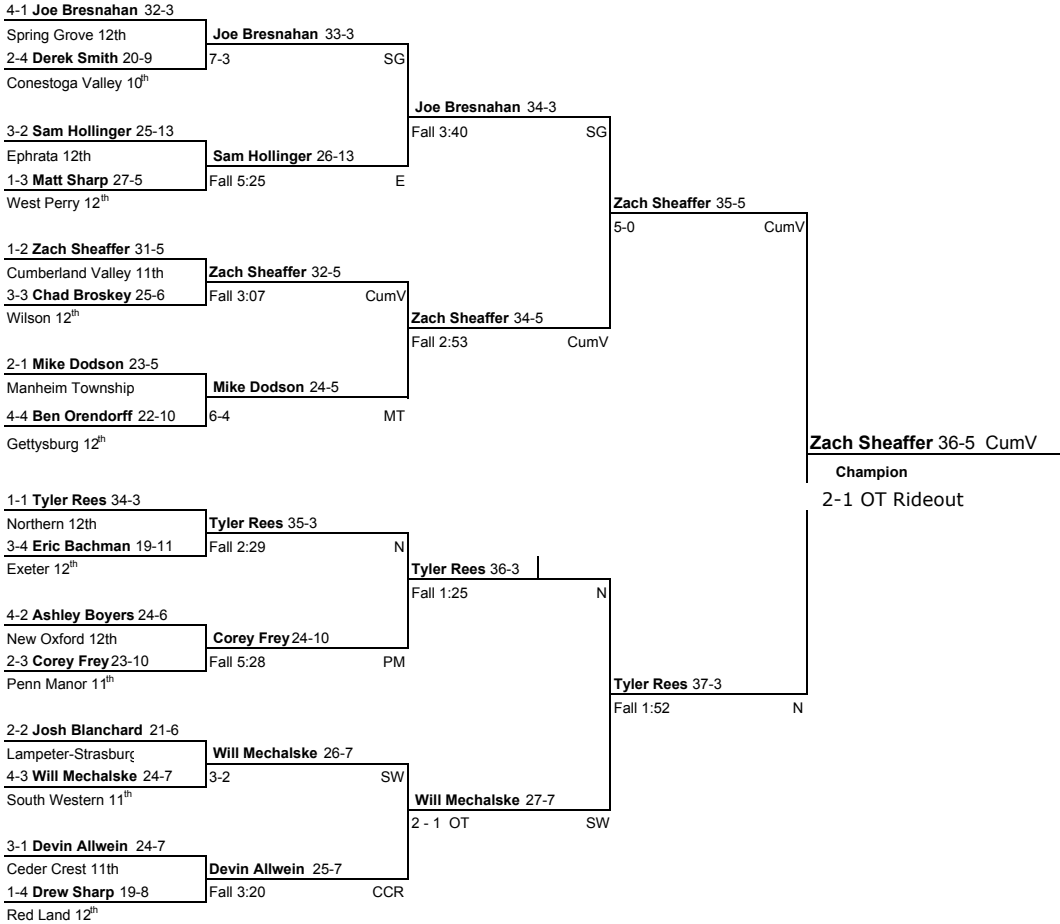 4-1 Joe Bresnahan 32-3
Spring Grove 12th
2-4 Derek Smith 20-9
Conestoga Valley 10th
Joe Bresnahan 33-3
7-3 SG
3-2 Sam Hollinger 25-13
Ephrata 12th
1-3 Matt Sharp 27-5
West Perry 12th
Sam Hollinger 26-13
Fall 5:25 E
Joe Bresnahan 34-3
Fall 3:40 SG
1-2 Zach Sheaffer 31-5
Cumberland Valley 11th
3-3 Chad Broskey 25-6
Wilson 12th
Zach Sheaffer 32-5
Fall 3:07 CumV
2-1 Mike Dodson 23-5
Manheim Township
4-4 Ben Orendorff 22-10
Gettysburg 12th
Mike Dodson 24-5
6-4 MT
Zach Sheaffer 34-5
Fall 2:53 CumV
Zach Sheaffer 35-5
5-0 CumV
1-1 Tyler Rees 34-3
Northern 12th
3-4 Eric Bachman 19-11
Exeter 12th
Tyler Rees 35-3
Fall 2:29 N
4-2 Ashley Boyers 24-6
New Oxford 12th
2-3 Corey Frey 23-10
Penn Manor 11th
Corey Frey 24-10
Fall 5:28 PM
Tyler Rees 36-3
Fall 1:25 N
2-2 Josh Blanchard 21-6
Lampeter-Strasburg
4-3 Will Mechalske 24-7
South Western 11th
Will Mechalske 26-7
3-2 SW
3-1 Devin Allwein 24-7
Ceder Crest 11th
1-4 Drew Sharp 19-8
Red Land 12th
Devin Allwein 25-7
Fall 3:20 CCR
Will Mechalske 27-7
2 - 1 OT SW
Tyler Rees 37-3
Fall 1:52 N
Zach Sheaffer 36-5 CumV
Champion
2-1 OT Rideout